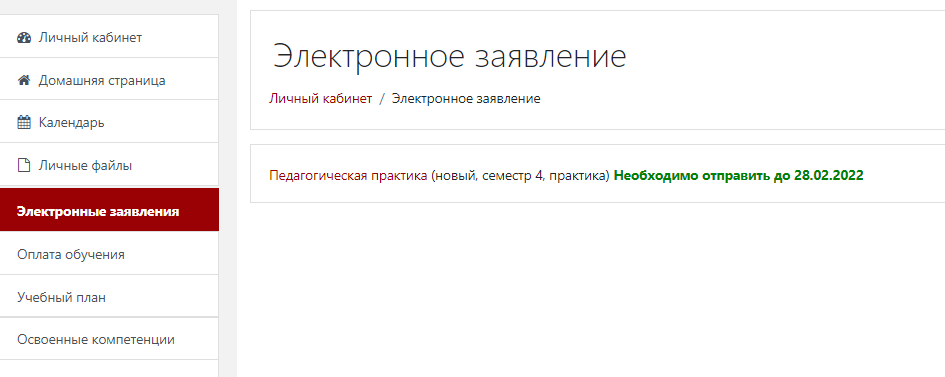 Личный кабинет
Домашняя страница
Календарь
Личные файлы
Электронные заявления
Оплата обучения
Учебный план
Освоенные компетенции
Электронное заявление
Личный кабинет / Электронное заявление
Педагогическая практика (новый, семестр 4, практика) Необходимо отправить до 28.02.2022